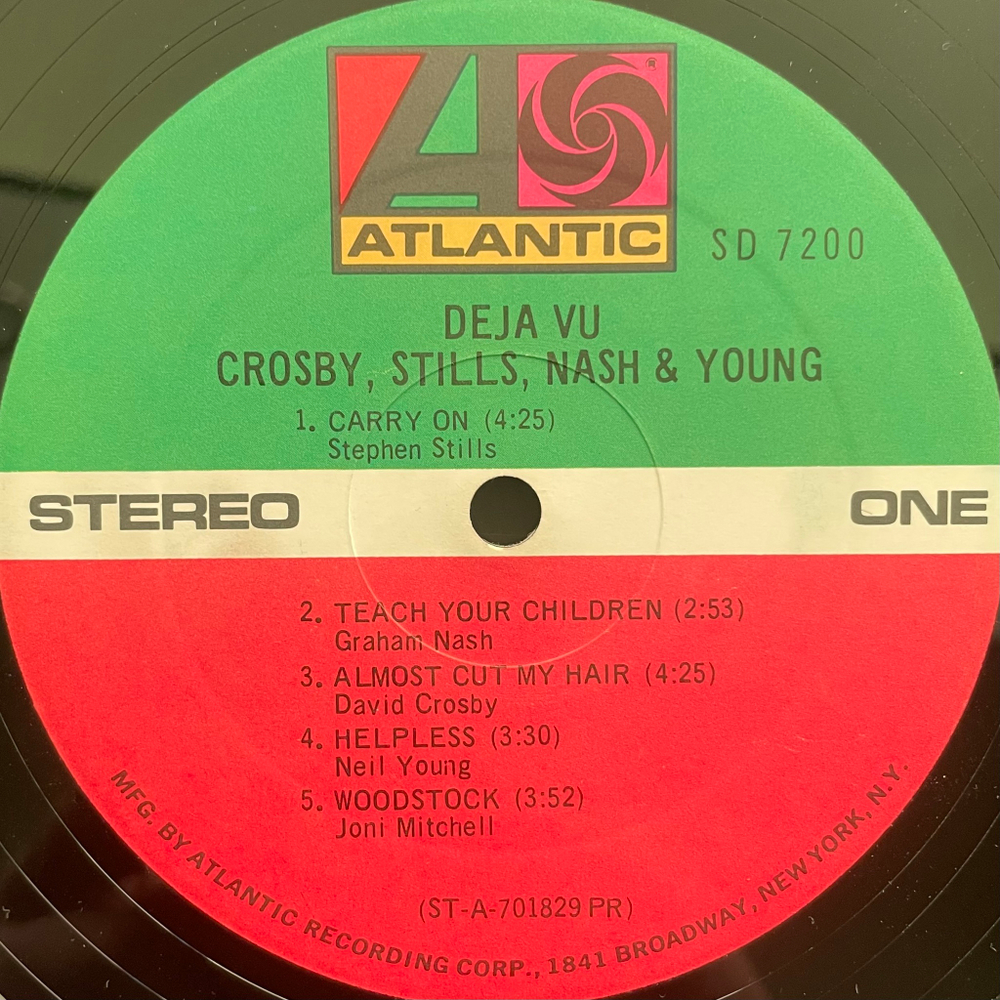 A
®
ATLANTIC
SD 7200
DEJA VU
CROSBY, STILLS, NASH & YOUNG
1. CARRY ON (4:25)
Stephen Stills
STEREO
ONE
2. TEACH YOUR CHILDREN (2:53)
Graham Nash
3. ALMOST CUT MY HAIR (4:25)
David Crosby
4. HELPLESS (3:30)
Neil Young
5. WOODSTOCK (3:52)
Joni Mitchell
(ST-A-701829 PR)
MFG. BY ATLANTIC RECORDING CORP., 1841 BROADWAY, NEW YORK, N.Y.